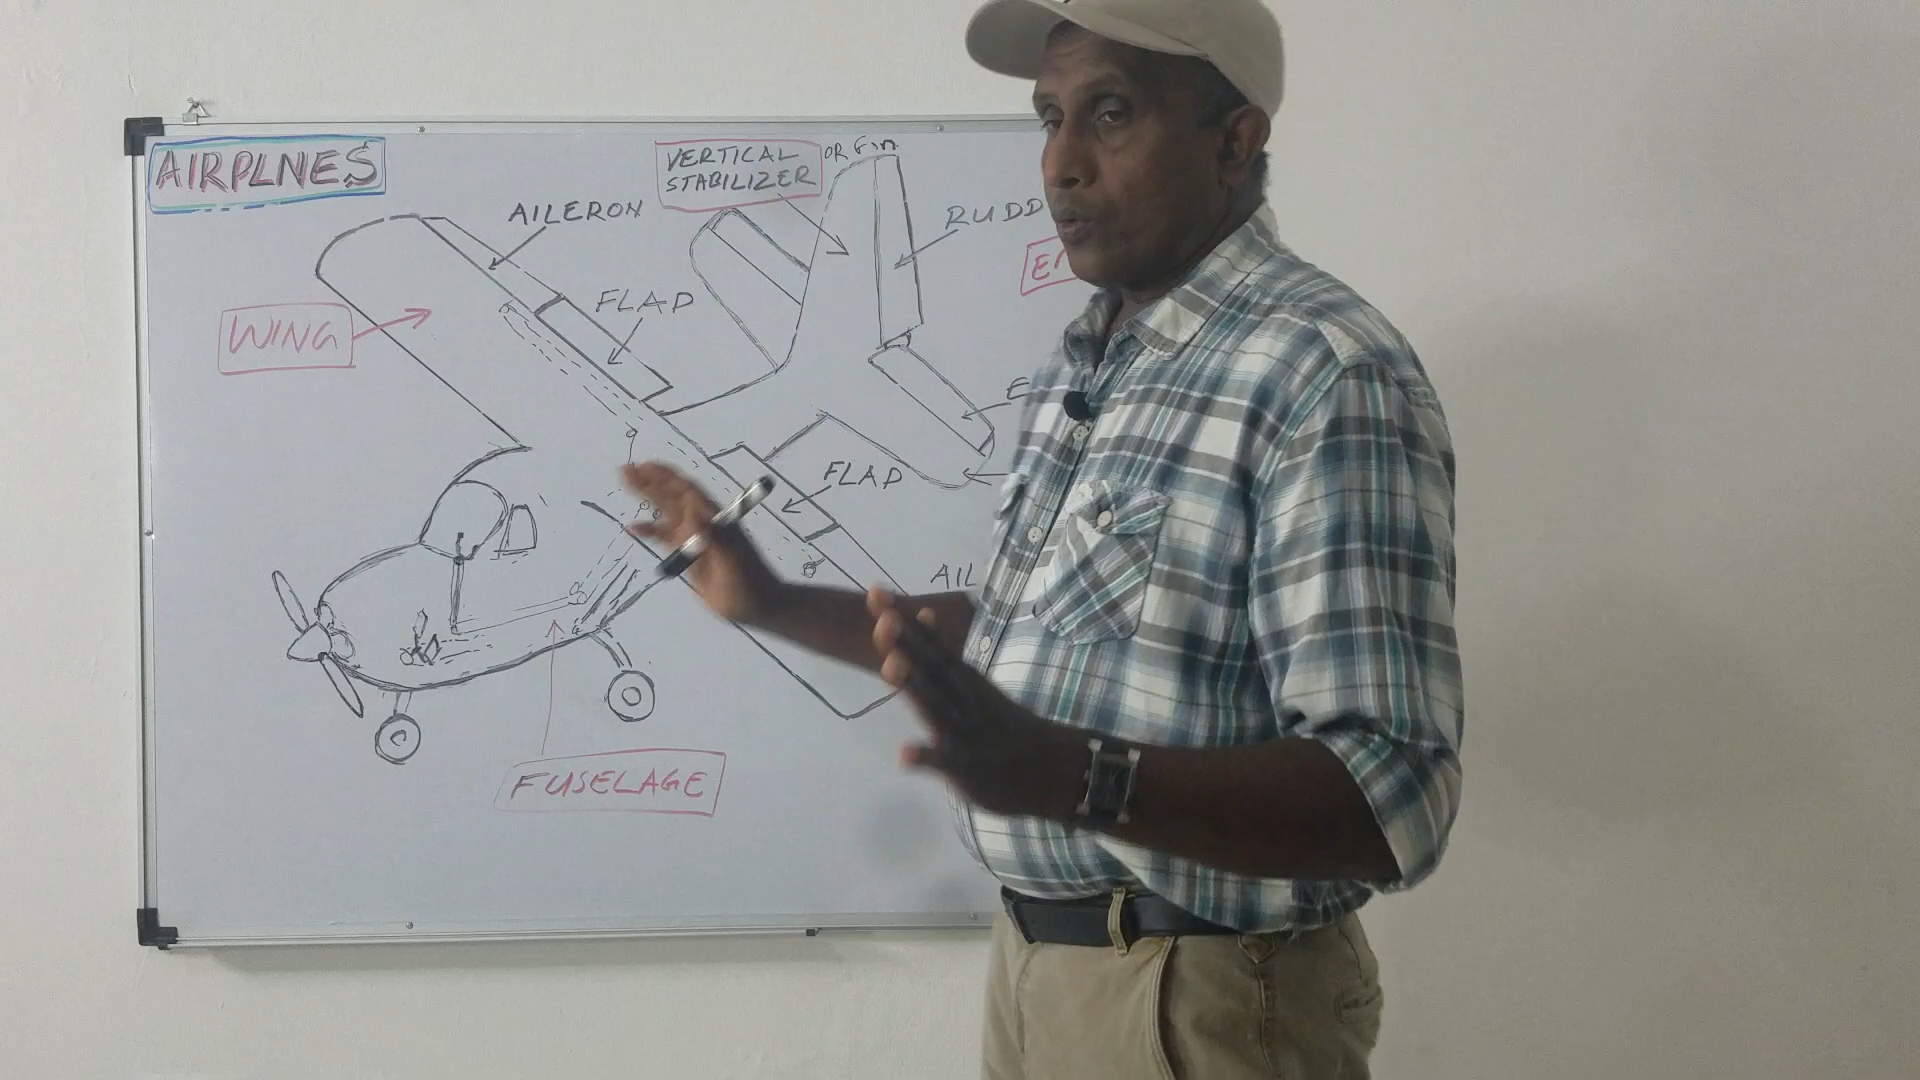 AIRPLNES
VERTICAL
STABILIZER
OR Fin
AILERON
RUDD
FLAP
WING
FLAP
AIL
FUSELAGE